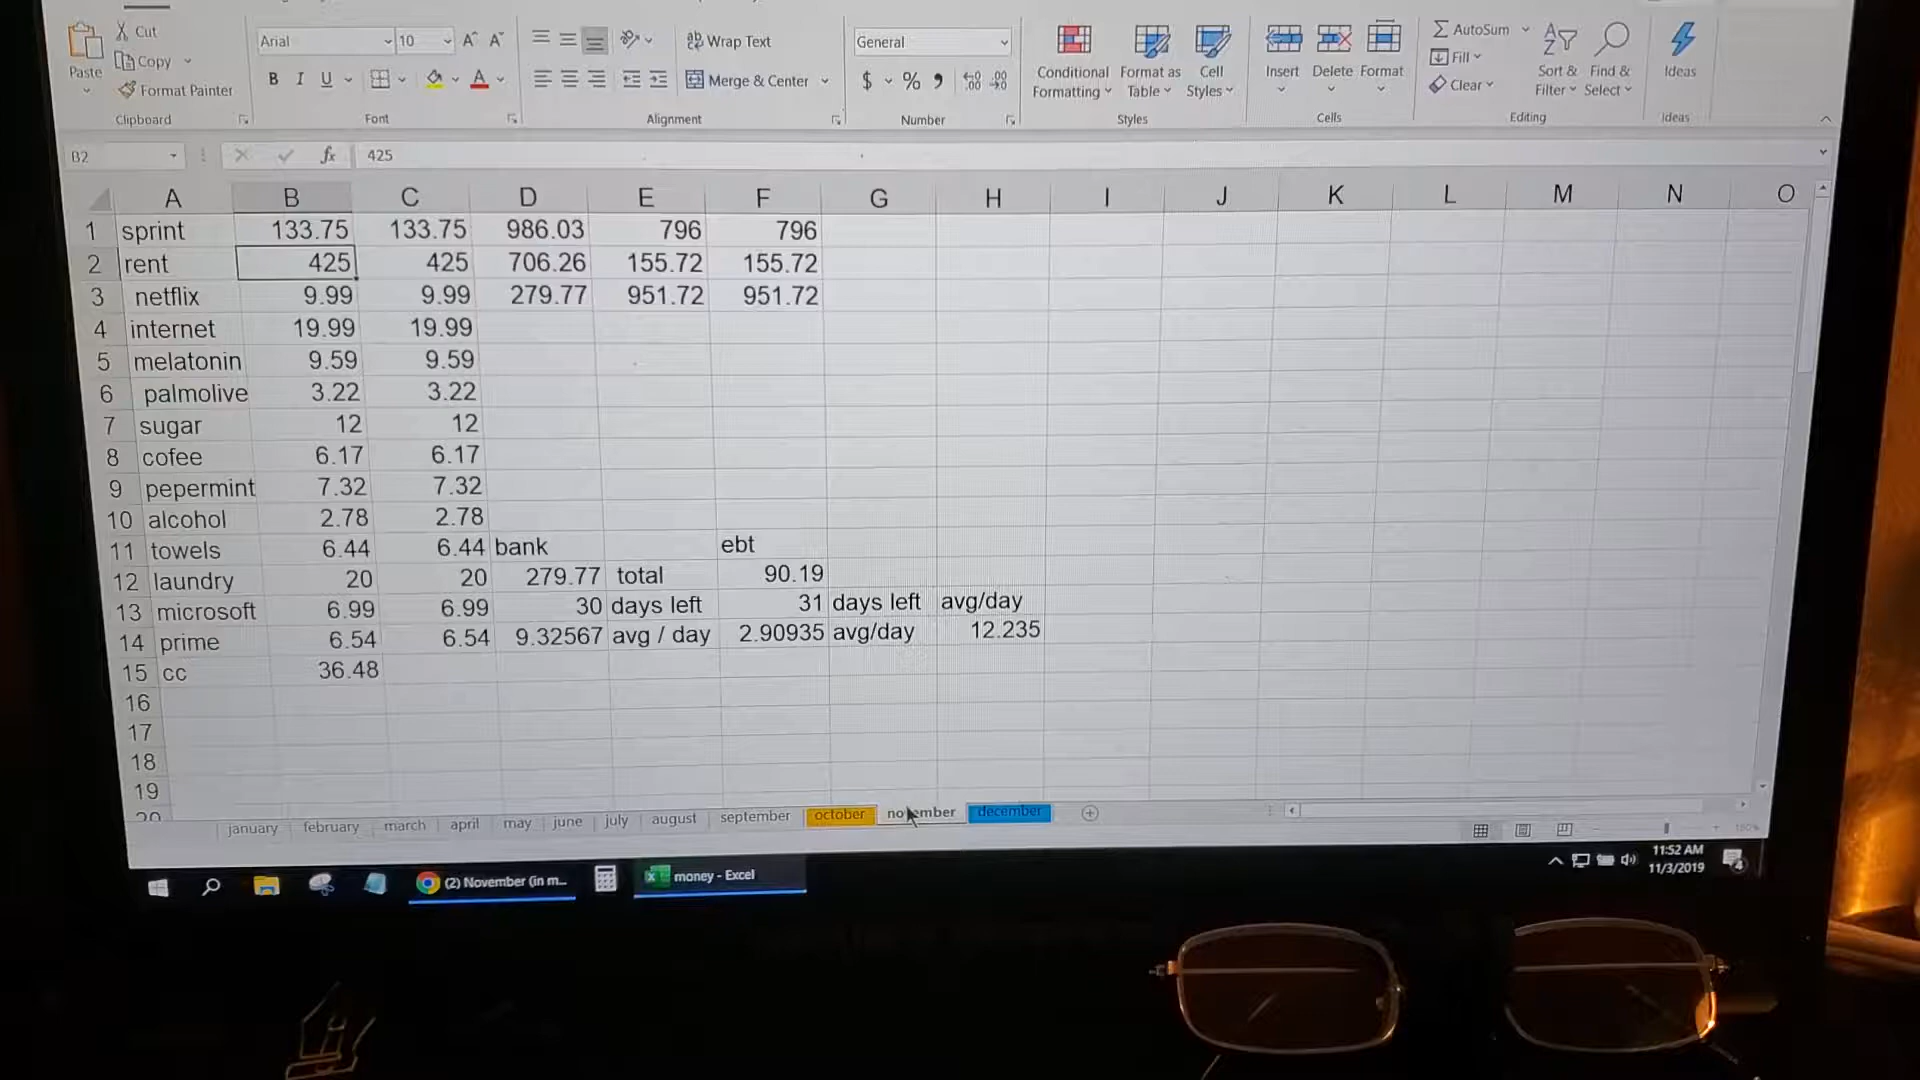 Cut
Copy
Format Painter
Paste
Clipboard
Arial 10
B I U
Font
Wrap Text
Merge & Center
Alignment
General
$ % ,
Number
Conditional Formatting
Format as Table
Cell Styles
Styles
Insert Delete Format
Cells
AutoSum
Fill
Clear
Sort & Filter
Find & Select
Editing
Ideas
Ideas
B2 fx 425
A B C D E F G H I J K L M N O
1 sprint 133.75 133.75 986.03 796 796
2 rent 425 425 706.26 155.72 155.72
3 netflix 9.99 9.99 279.77 951.72 951.72
4 internet 19.99 19.99
5 melatonin 9.59 9.59
6 palmolive 3.22 3.22
7 sugar 12 12
8 cofee 6.17 6.17
9 pepermint 7.32 7.32
10 alcohol 2.78 2.78
11 towels 6.44 6.44 bank ebt
12 laundry 20 20 279.77 total 90.19
13 microsoft 6.99 6.99 30 days left 31 days left avg/day
14 prime 6.54 6.54 9.32567 avg / day 2.90935 avg/day 12.235
15 cc 36.48
16
17
18
19
20
january february march april may june july august september october november december
(2) November (in m...
money - Excel
11:52 AM
11/3/2019
4